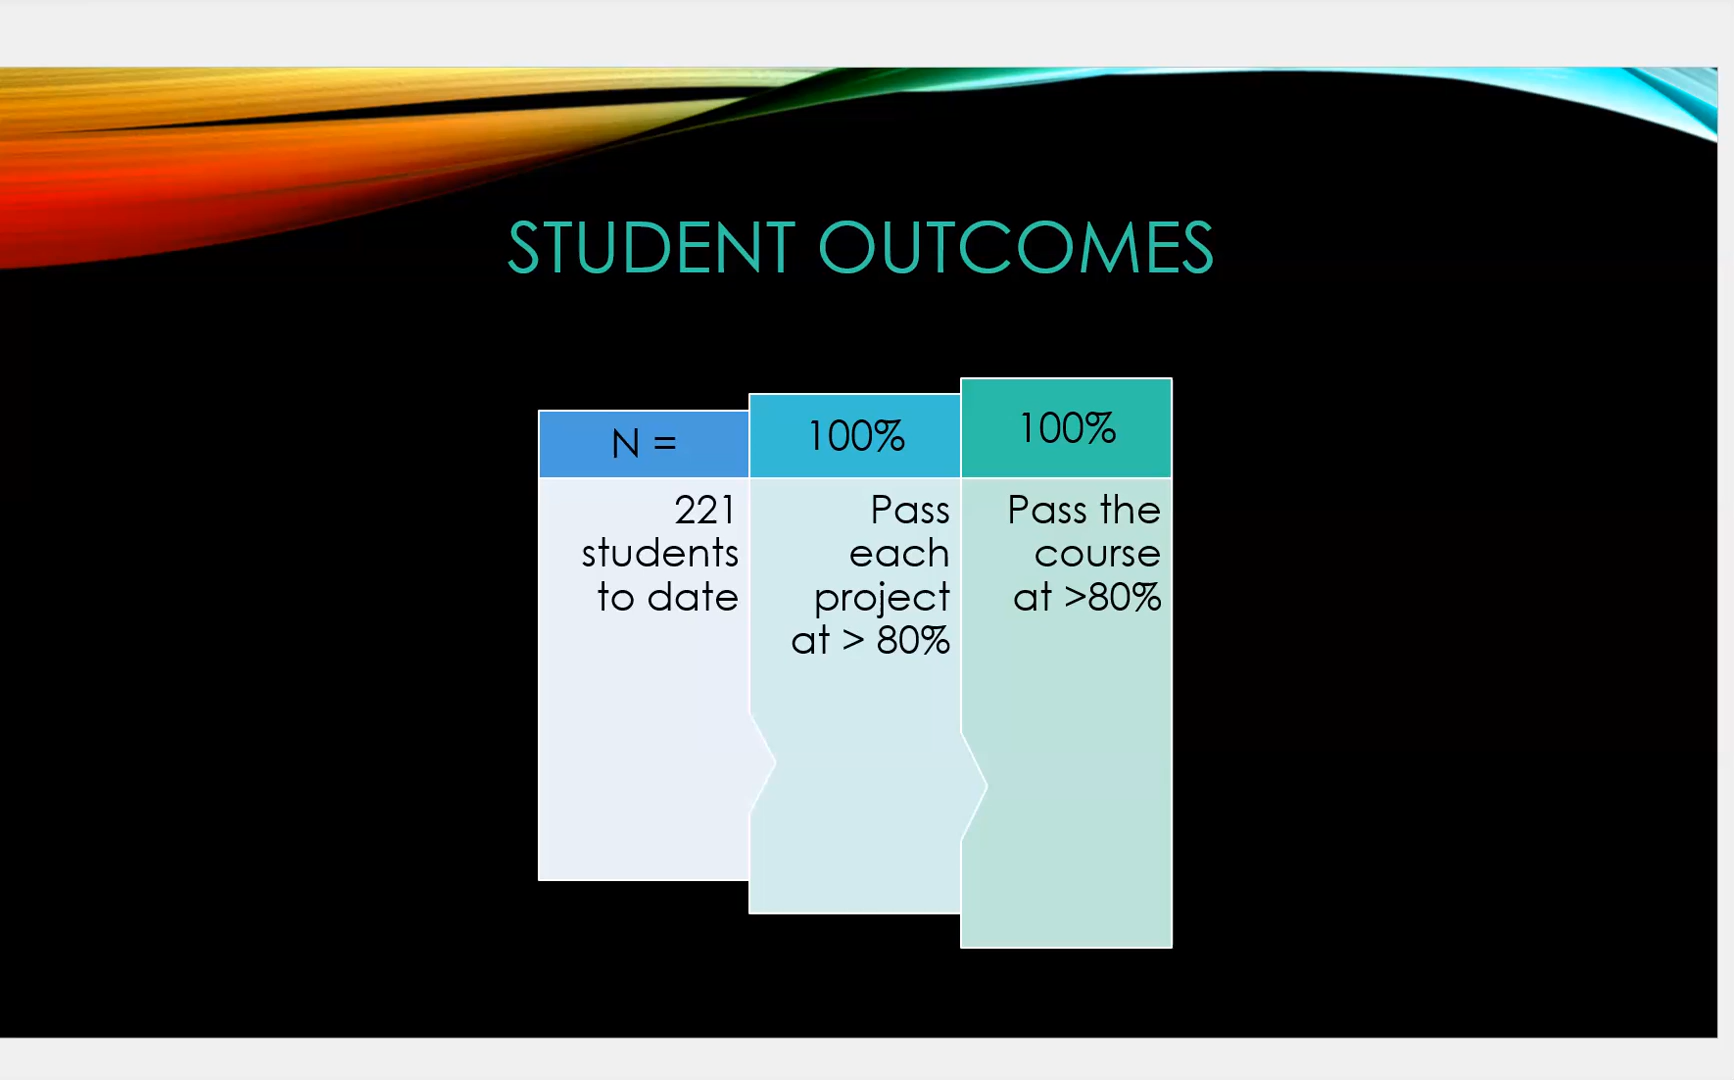 STUDENT OUTCOMES
N =
221
students
to date
100%
Pass
each
project
at > 80%
100%
Pass the
course
at >80%